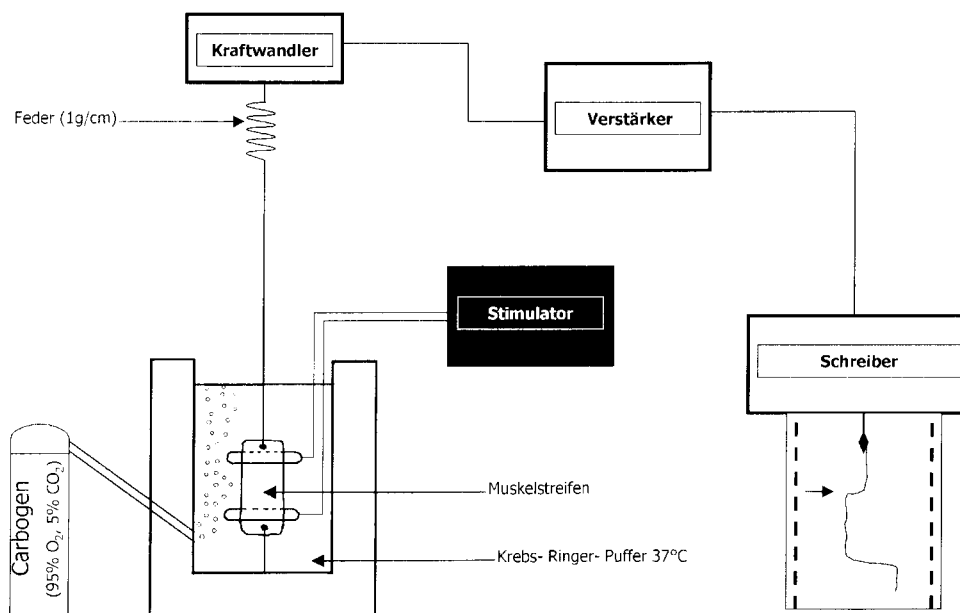 Kraftwandler
Feder (1g/cm)
Verstärker
Stimulator
Schreiber
Muskelstreifen
Krebs- Ringer- Puffer 37°C
Carbogen
(95% O₂, 5% CO₂)